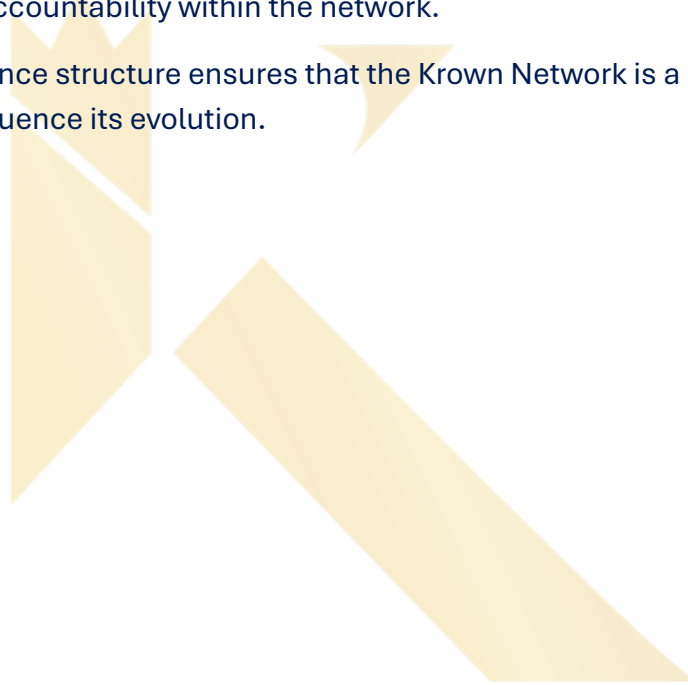 ccountability within the network.
nce structure ensures that the Krown Network is a
uence its evolution.